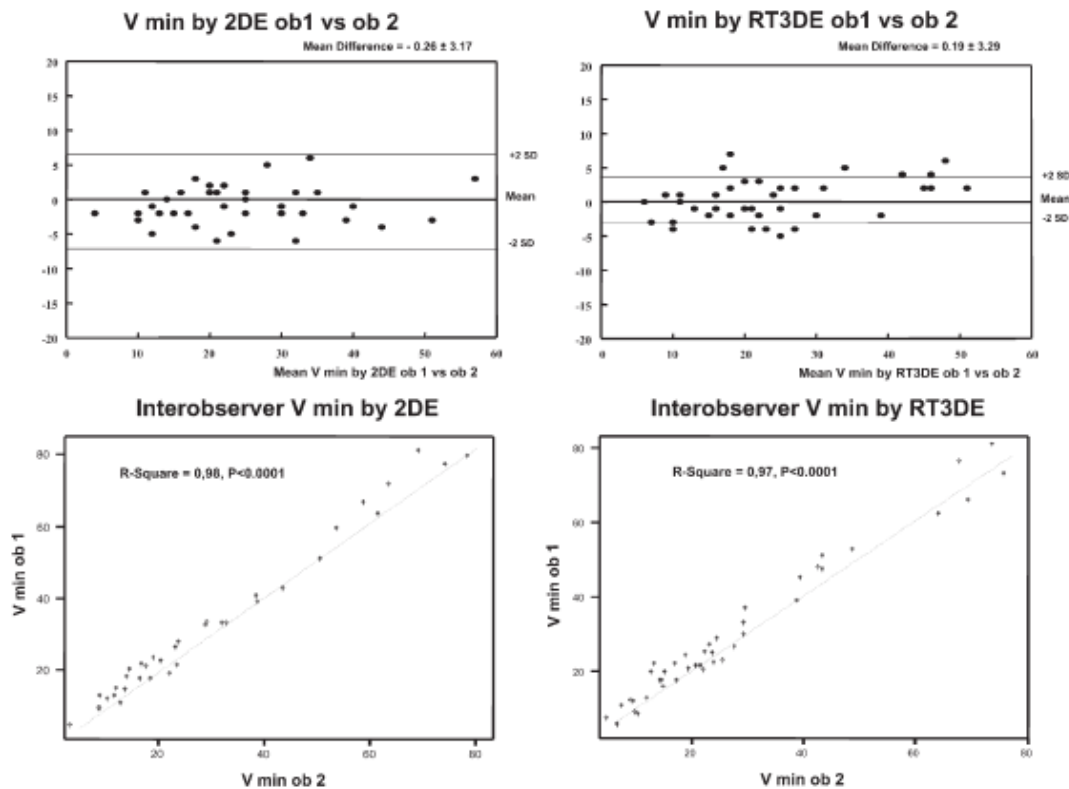 V min by 2DE ob1 vs ob 2
Mean Difference = - 0.26 ± 3.17
20
15
10
5
0
-5
-10
-15
-20
+2 SD
Mean
-2 SD
0 10 20 30 40 50 60
Mean V min by 2DE ob 1 vs ob 2
V min by RT3DE ob1 vs ob 2
Mean Difference = 0.19 ± 3.29
20
15
10
5
0
-5
-10
-15
-20
+2 SD
Mean
-2 SD
0 10 20 30 40 50 60
Mean V min by RT3DE ob 1 vs ob 2
Interobserver V min by 2DE
R-Square = 0,98, P<0.0001
80
60
40
20
V min ob 1
20 40 60 80
V min ob 2
Interobserver V min by RT3DE
R-Square = 0,97, P<0.0001
80
60
40
20
V min ob 1
20 40 60 80
V min ob 2